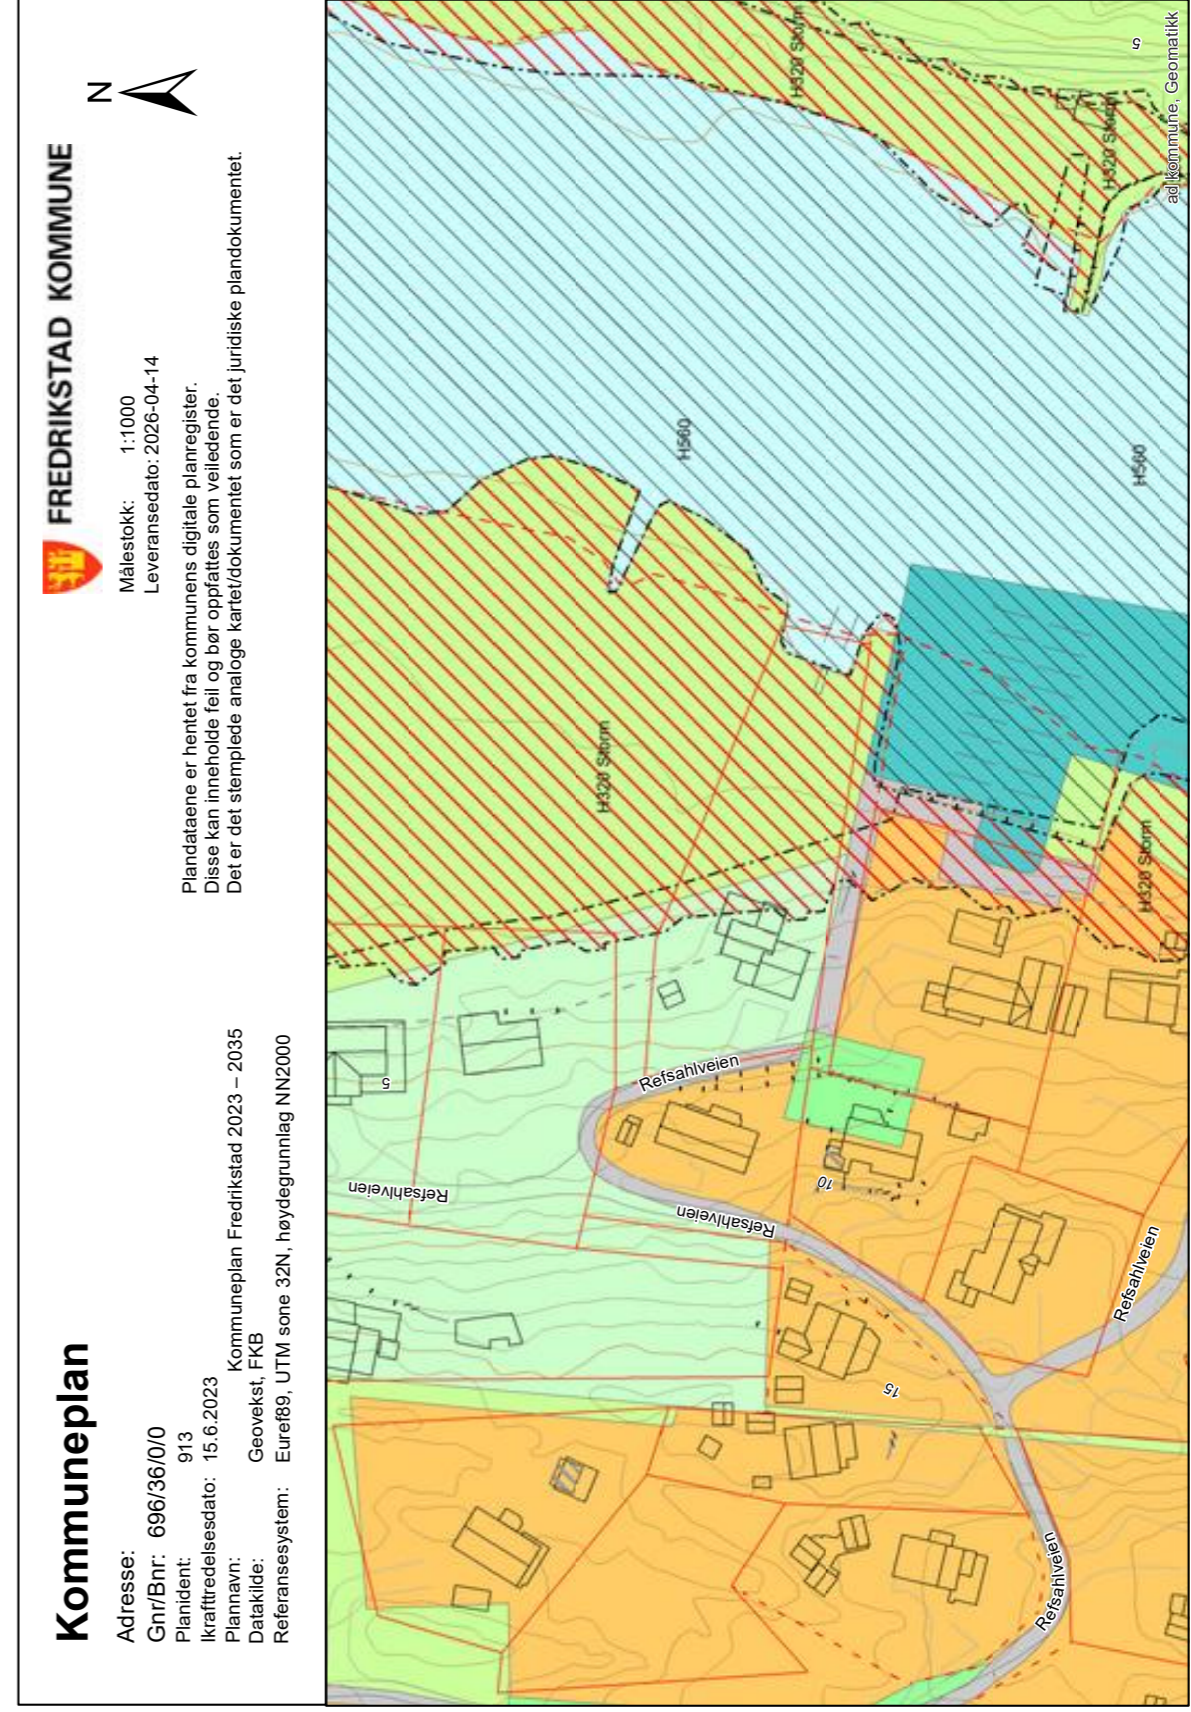 Kommuneplan
Adresse:
Gnr/Bnr: 696/36/0/0
Planident: 913
Ikrafttredelsesdato: 15.6.2023
Plannavn: Kommuneplan Fredrikstad 2023 – 2035
Datakilde: Geovekst, FKB
Referansesystem: Euref89, UTM sone 32N, høydegrunnlag NN2000
FREDRIKSTAD KOMMUNE
N
Målestokk: 1:1000
Leveransedato: 2026-04-14
Plandataene er hentet fra kommunens digitale planregister.
Disse kan inneholde feil og bør oppfattes som veiledende.
Det er det stemplede analoge kartet/dokumentet som er det juridiske plandokumentet.
5
Refsahlveien
H320 Storm
Refsahlveien
Refsahlveien
H560
H320 Storm
10
15
Refsahlveien
Refsahlveien
H320 Storm
H560
H320 Storm
5
ad kommune, Geomatikk